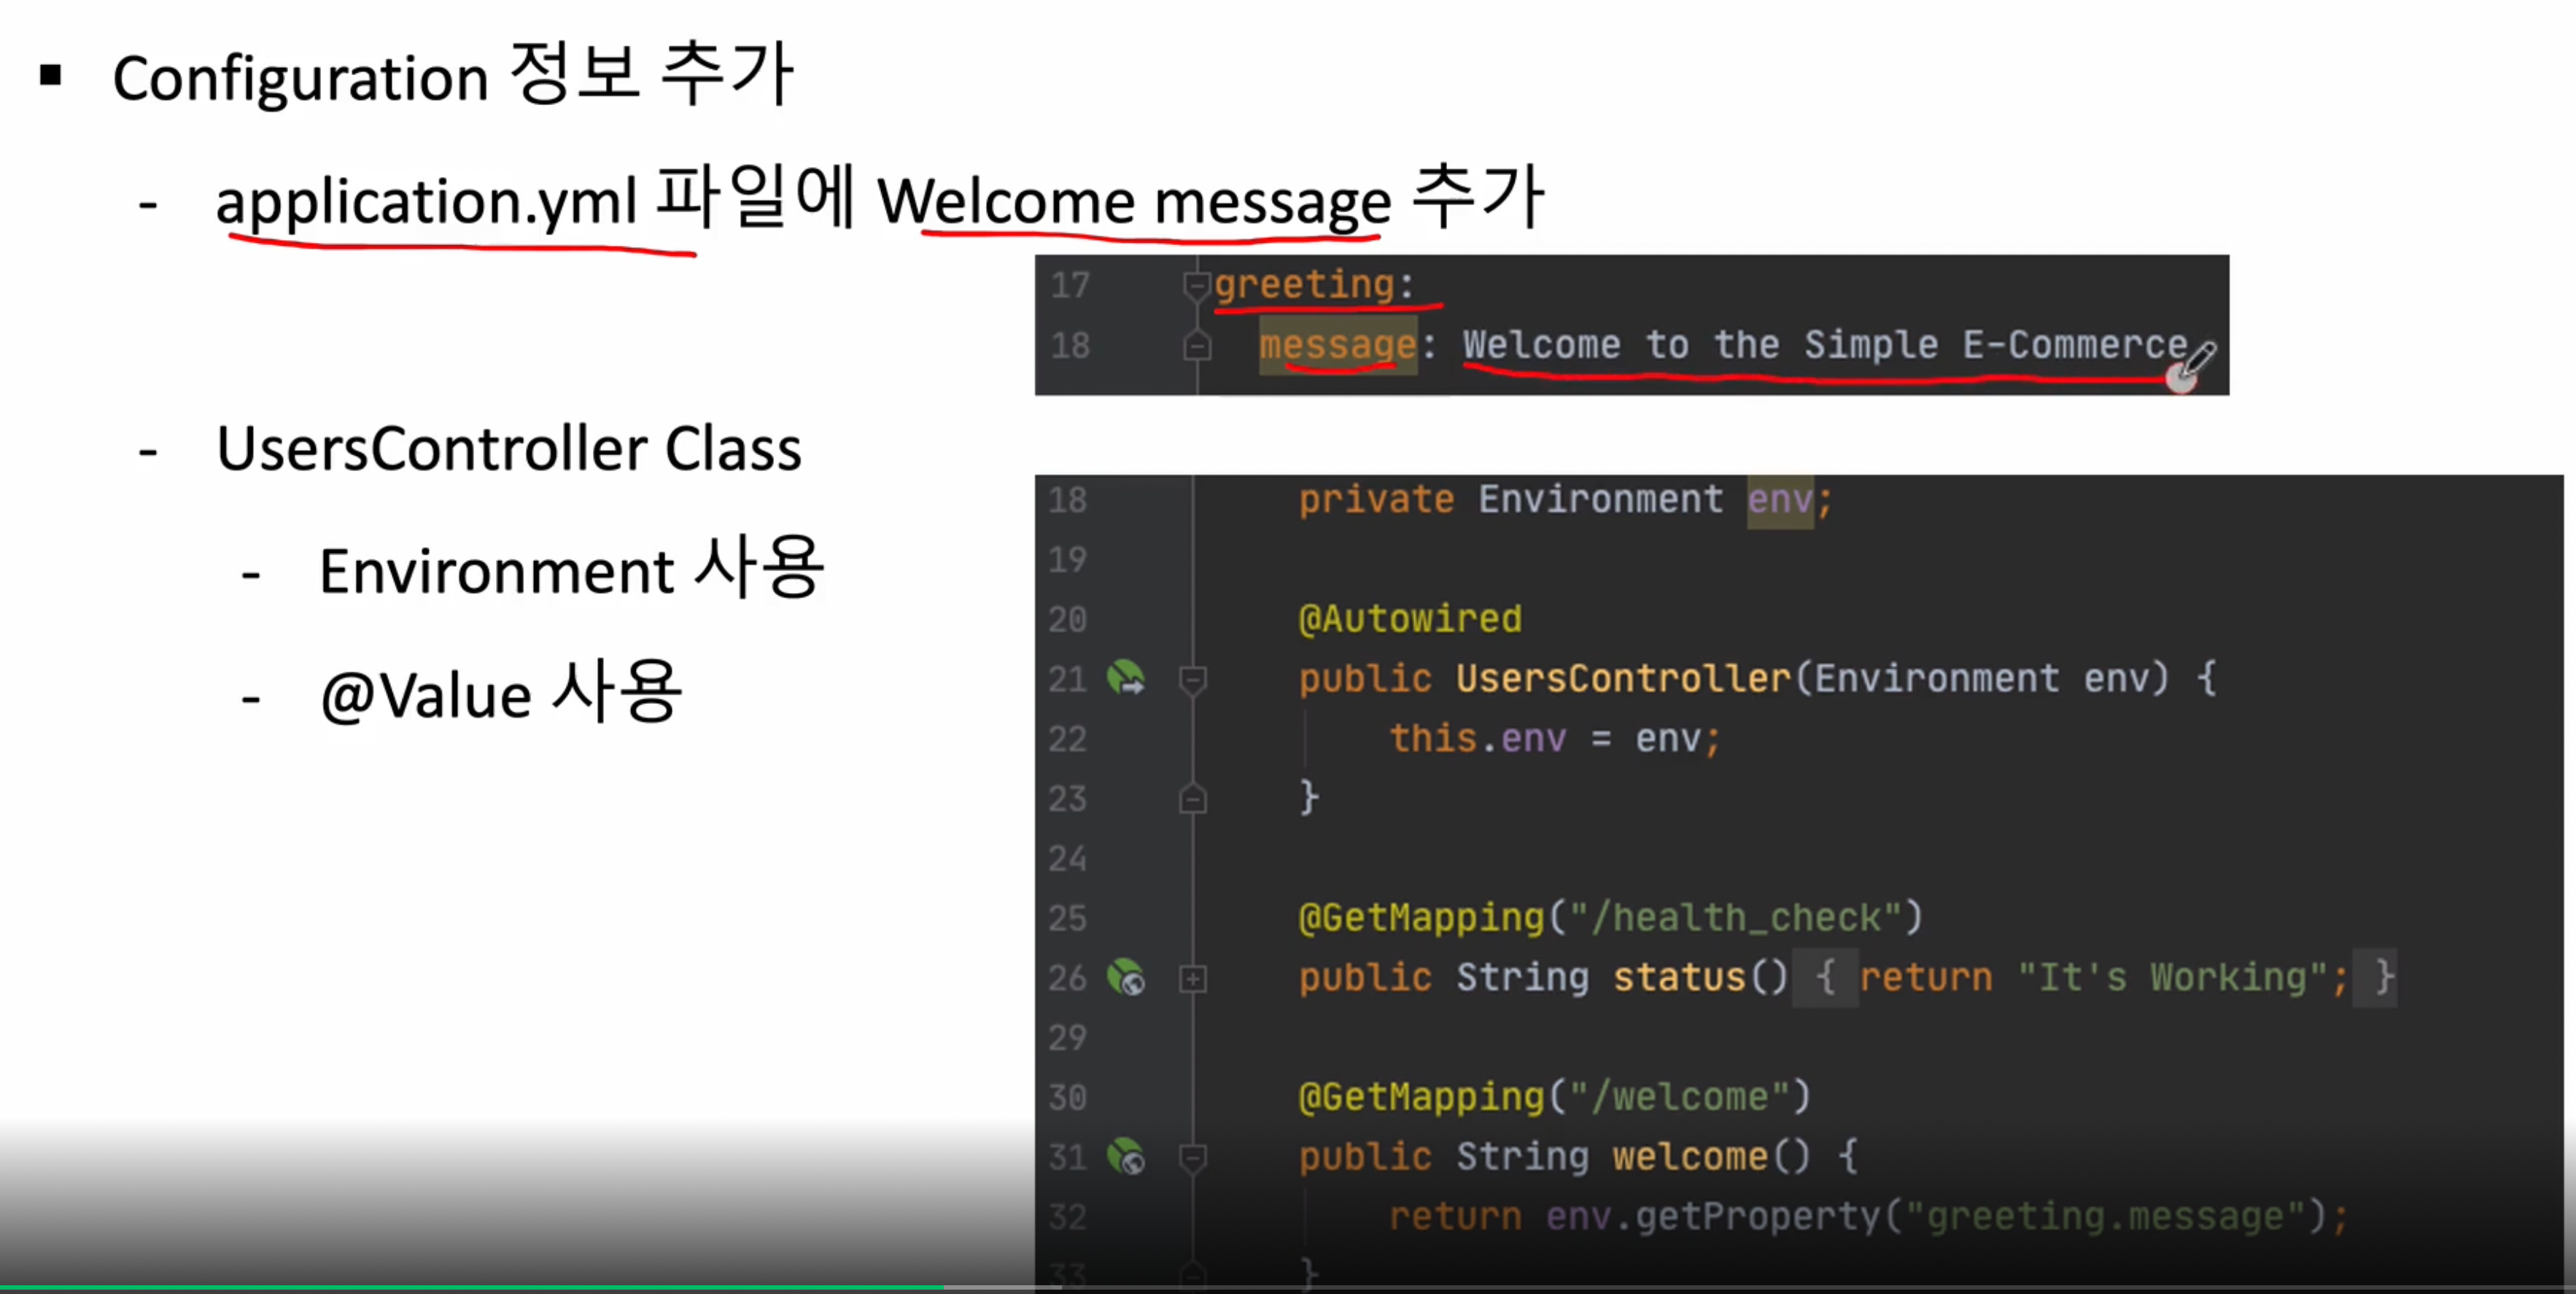 ▪ Configuration 정보 추가
- application.yml 파일에 Welcome message 추가
17 greeting:
18 message: Welcome to the Simple E-Commerce.
- UsersController Class
- Environment 사용
- @Value 사용
18 private Environment env;
19
20 @Autowired
21 public UsersController(Environment env) {
22 this.env = env;
23 }
24
25 @GetMapping("/health_check")
26 public String status() { return "It's Working"; }
29
30 @GetMapping("/welcome")
31 public String welcome() {
32 return env.getProperty("greeting.message");
33 }